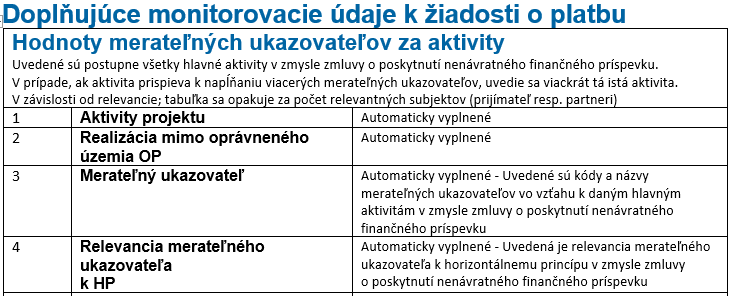 Doplňujúce monitorovacie údaje k žiadosti o platbu
Hodnoty merateľných ukazovateľov za aktivity
Uvedené sú postupne všetky hlavné aktivity v zmysle zmluvy o poskytnutí nenávratného finančného príspevku.
V prípade, ak aktivita prispieva k napĺňaniu viacerých merateľných ukazovateľov, uvedie sa viackrát tá istá aktivita.
V závislosti od relevancie; tabuľka sa opakuje za počet relevantných subjektov (prijímateľ resp. partneri)
1 Aktivity projektu Automaticky vyplnené
2 Realizácia mimo oprávneného Automaticky vyplnené
územia OP
3 Merateľný ukazovateľ Automaticky vyplnené - Uvedené sú kódy a názvy
merateľných ukazovateľov vo vzťahu k daným hlavným
aktivitám v zmysle zmluvy o poskytnutí nenávratného
finančného príspevku
4 Relevancia merateľného Automaticky vyplnené - Uvedená je relevancia merateľného
ukazovateľa ukazovateľa k horizontálnemu princípu v zmysle zmluvy
k HP o poskytnutí nenávratného finančného príspevku